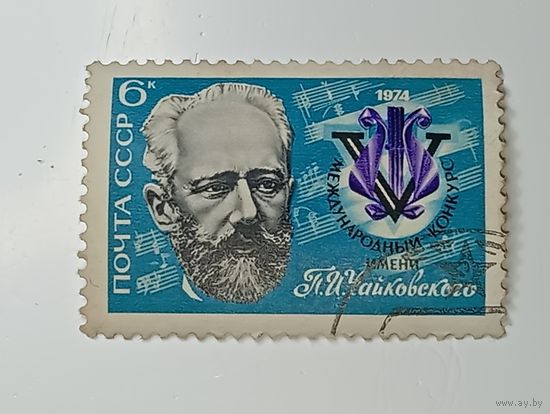 6к
ПОЧТА СССР
1974
V
МЕЖДУНАРОДНЫЙ КОНКУРС
ИМЕНИ
П.И.Чайковского
www.ay.by